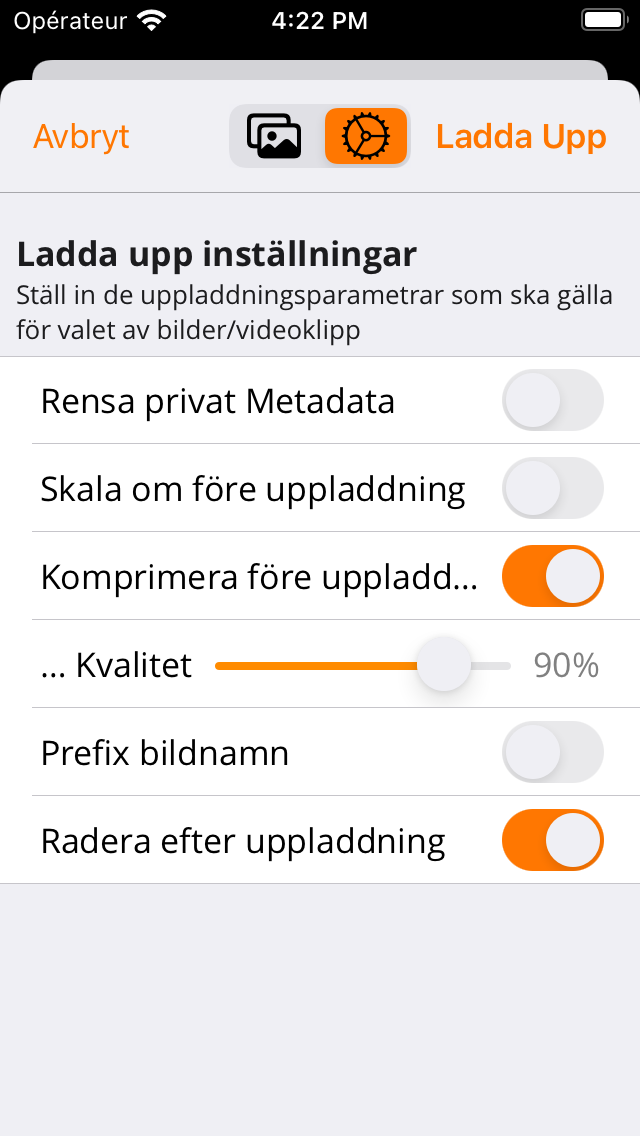 Opérateur 4:22 PM
Avbryt Ladda Upp
Ladda upp inställningar
Ställ in de uppladdningsparametrar som ska gälla
för valet av bilder/videoklipp
Rensa privat Metadata
Skala om före uppladdning
Komprimera före uppladd...
... Kvalitet 90%
Prefix bildnamn
Radera efter uppladdning